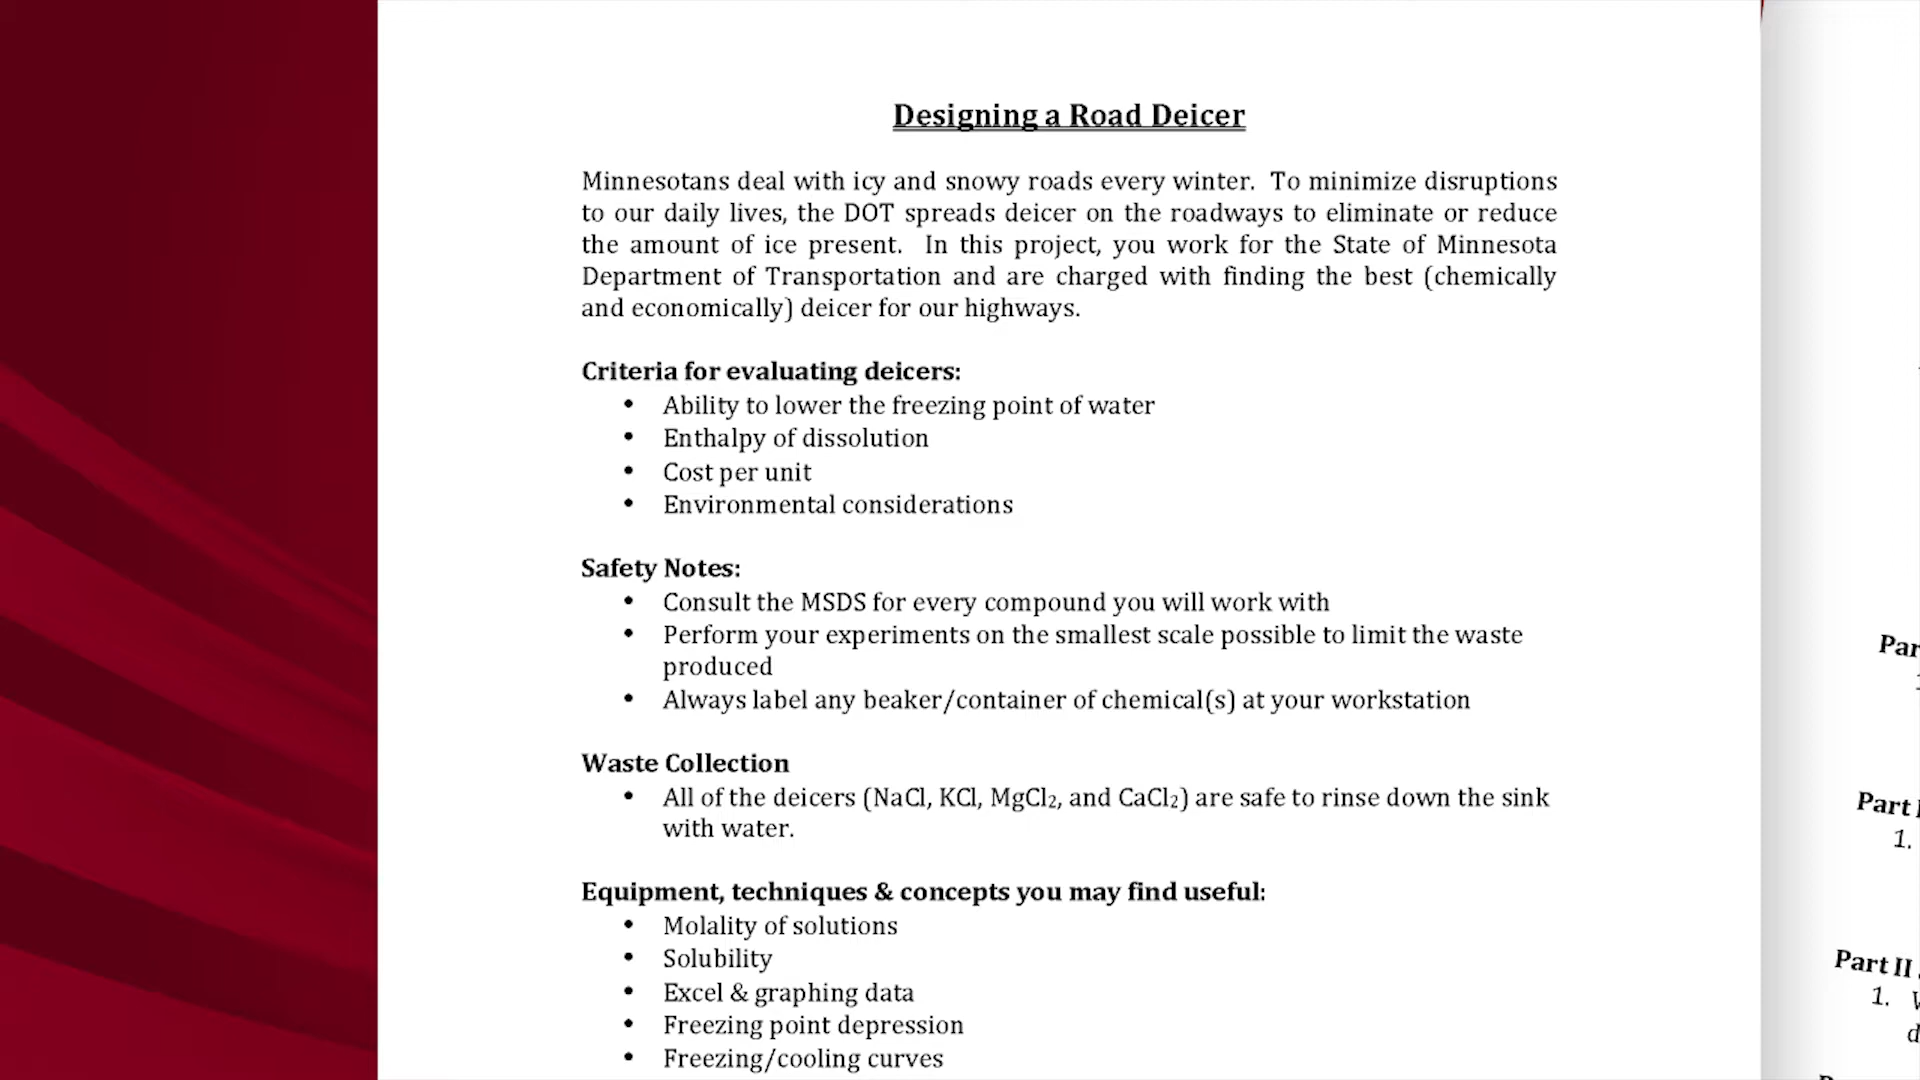 Designing a Road Deicer
Minnesotans deal with icy and snowy roads every winter. To minimize disruptions
to our daily lives, the DOT spreads deicer on the roadways to eliminate or reduce
the amount of ice present. In this project, you work for the State of Minnesota
Department of Transportation and are charged with finding the best (chemically
and economically) deicer for our highways.
Criteria for evaluating deicers:
• Ability to lower the freezing point of water
• Enthalpy of dissolution
• Cost per unit
• Environmental considerations
Safety Notes:
• Consult the MSDS for every compound you will work with
• Perform your experiments on the smallest scale possible to limit the waste
produced
• Always label any beaker/container of chemical(s) at your workstation
Waste Collection
• All of the deicers (NaCl, KCl, MgCl₂, and CaCl₂) are safe to rinse down the sink
with water.
Equipment, techniques & concepts you may find useful:
• Molality of solutions
• Solubility
• Excel & graphing data
• Freezing point depression
• Freezing/cooling curves
Part
1.
Part II
1.